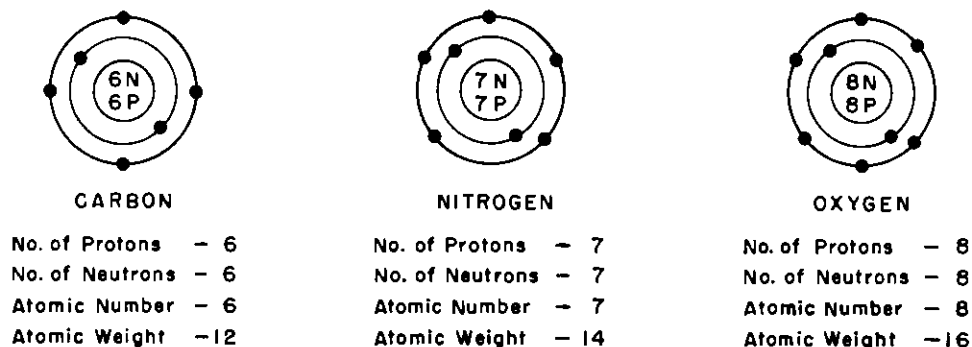 6N
6P
7N
7P
8N
8P
CARBON
NITROGEN
OXYGEN
No. of Protons - 6
No. of Neutrons - 6
Atomic Number - 6
Atomic Weight -12
No. of Protons - 7
No. of Neutrons - 7
Atomic Number - 7
Atomic Weight -14
No. of Protons - 8
No. of Neutrons - 8
Atomic Number - 8
Atomic Weight -16